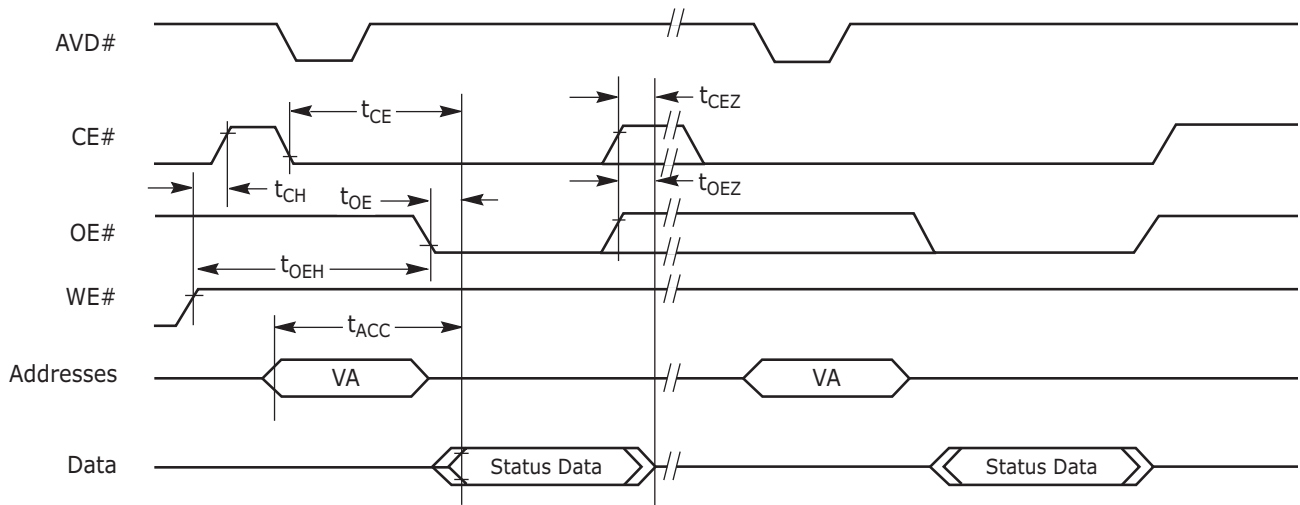 AVD#
tCEZ
tCE
CE#
tCH
tOE
tOEZ
OE#
tOEH
WE#
tACC
Addresses
VA
VA
Data
Status Data
Status Data